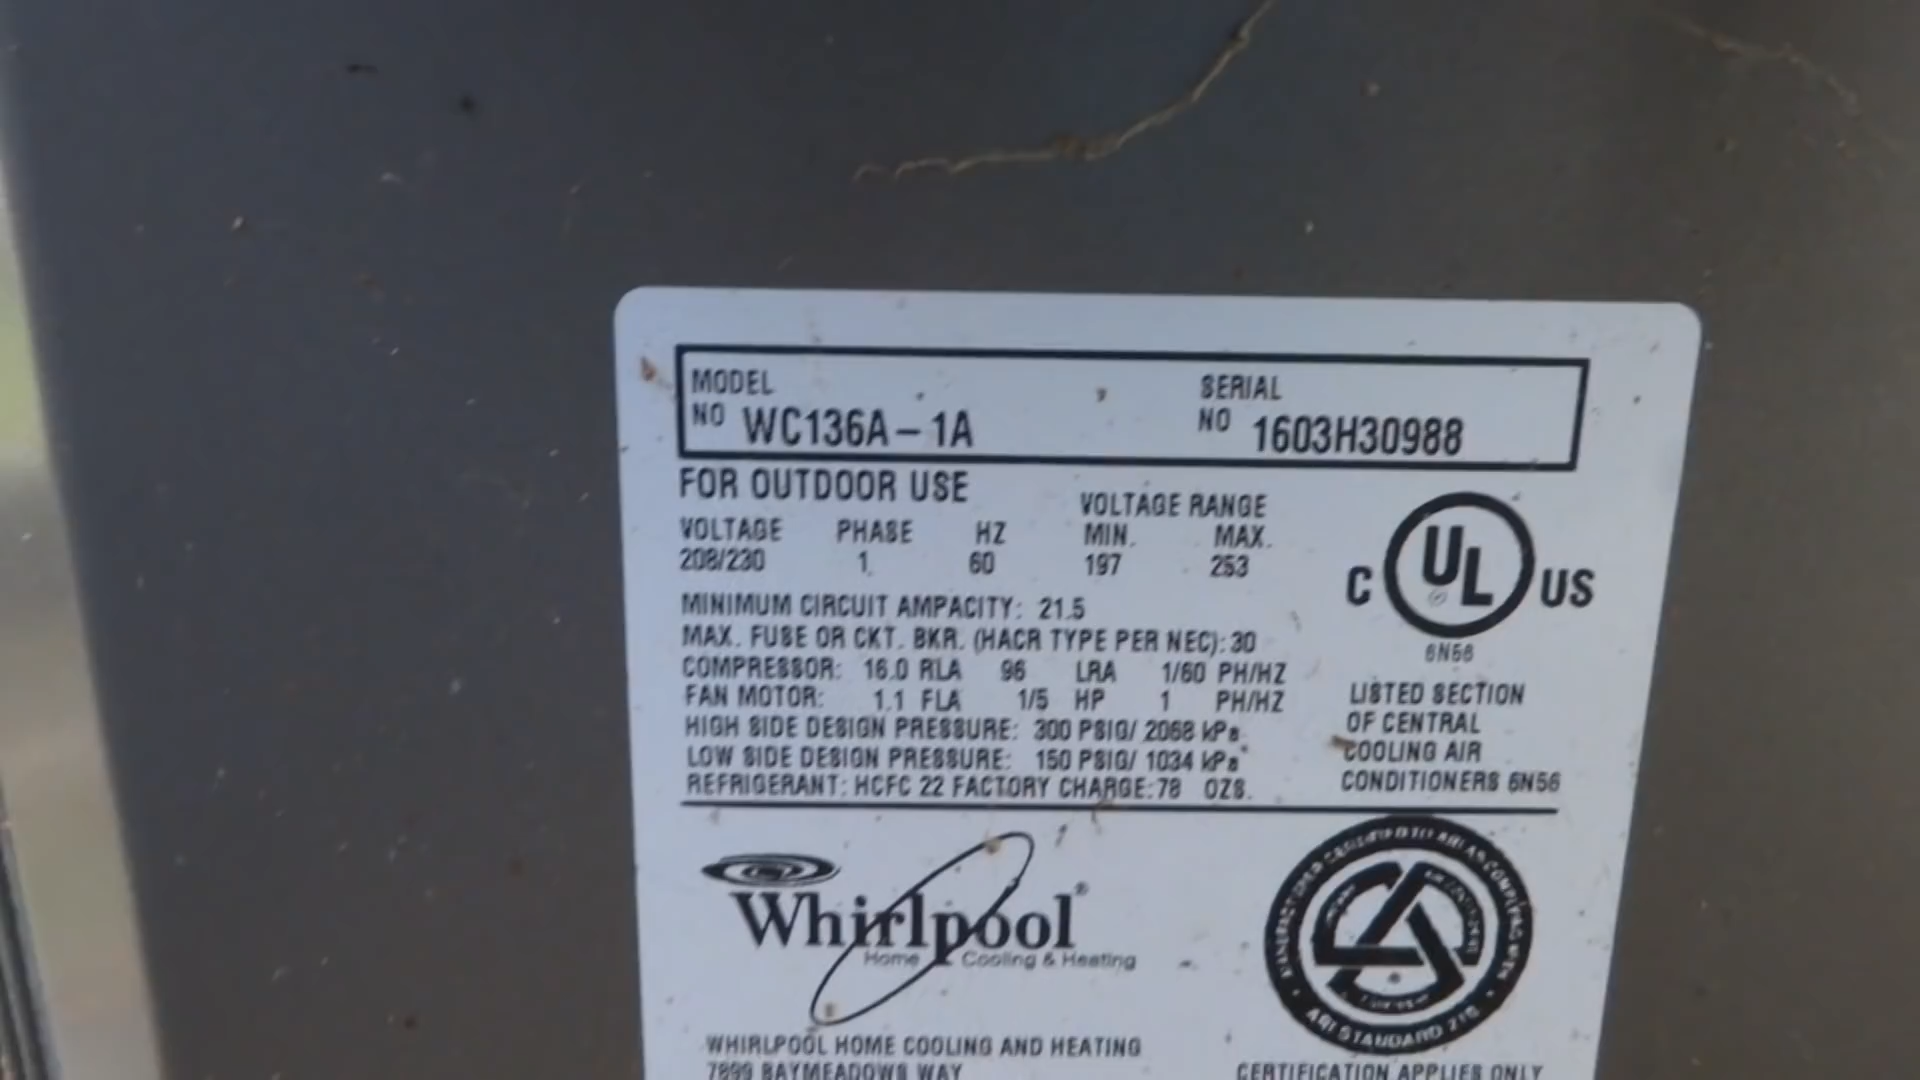 MODEL NO WC136A-1A SERIAL NO 1603H30988
FOR OUTDOOR USE
VOLTAGE RANGE
VOLTAGE PHASE HZ MIN. MAX.
208/230 1 60 197 253
MINIMUM CIRCUIT AMPACITY: 21.5
MAX. FUSE OR CKT. BKR. (HACR TYPE PER NEC): 30
COMPRESSOR: 16.0 RLA 96 LRA 1/60 PH/HZ
FAN MOTOR: 1.1 FLA 1/5 HP 1 PH/HZ
HIGH SIDE DESIGN PRESSURE: 300 PSIG/ 2068 kPa
LOW SIDE DESIGN PRESSURE: 150 PSIG/ 1034 kPa
REFRIGERANT: HCFC 22 FACTORY CHARGE: 78 OZS.
C UL US
6N56
LISTED SECTION
OF CENTRAL
COOLING AIR
CONDITIONERS 6N56
Whirlpool®
Home Cooling & Heating
ARI STANDARD 210
WHIRLPOOL HOME COOLING AND HEATING
7899 BAYMEADOWS WAY
CERTIFICATION APPLIES ONLY